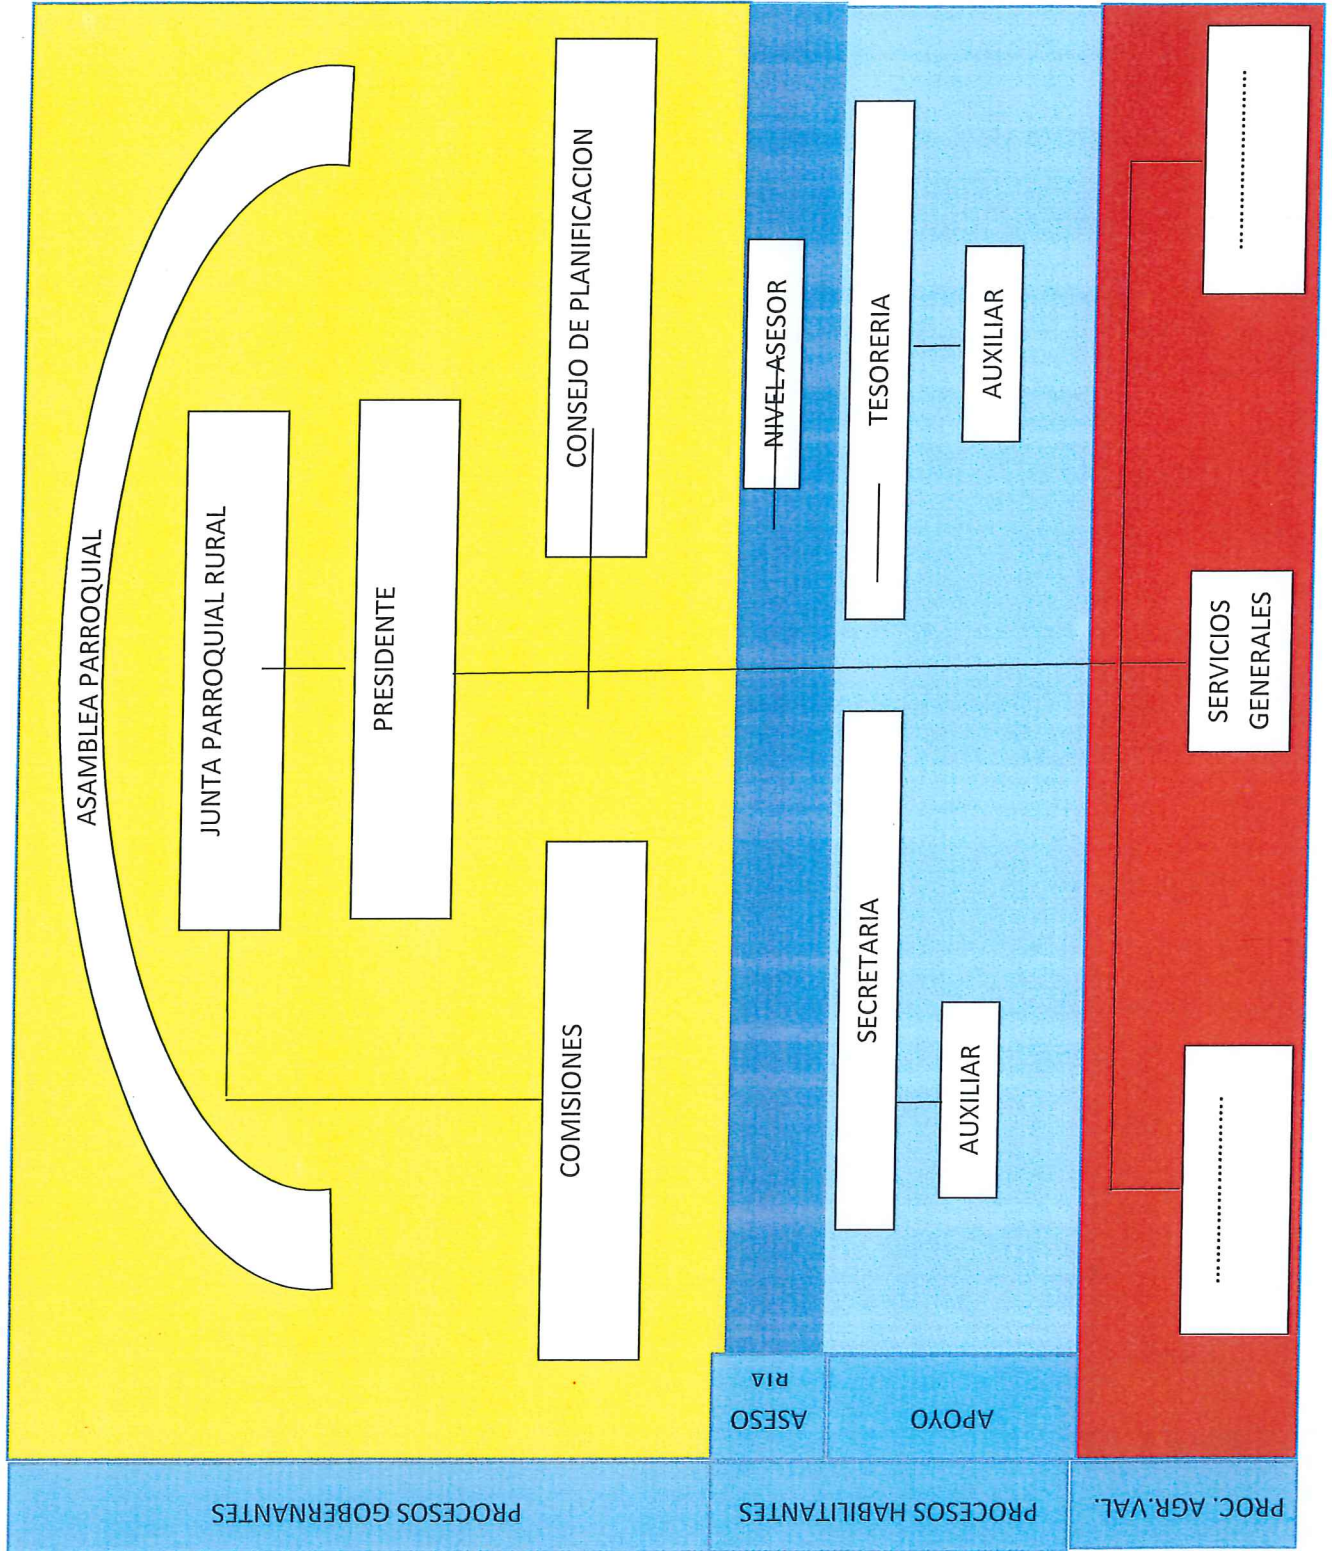 ASAMBLEA PARROQUIAL
JUNTA PARROQUIAL RURAL
PRESIDENTE
COMISIONES
CONSEJO DE PLANIFICACION
NIVEL ASESOR
SECRETARIA
TESORERIA
AUXILIAR
AUXILIAR
SERVICIOS
GENERALES
PROCESOS GOBERNANTES
PROCESOS HABILITANTES
ASESO
RIA
APOYO
PROC. AGR.VAL.